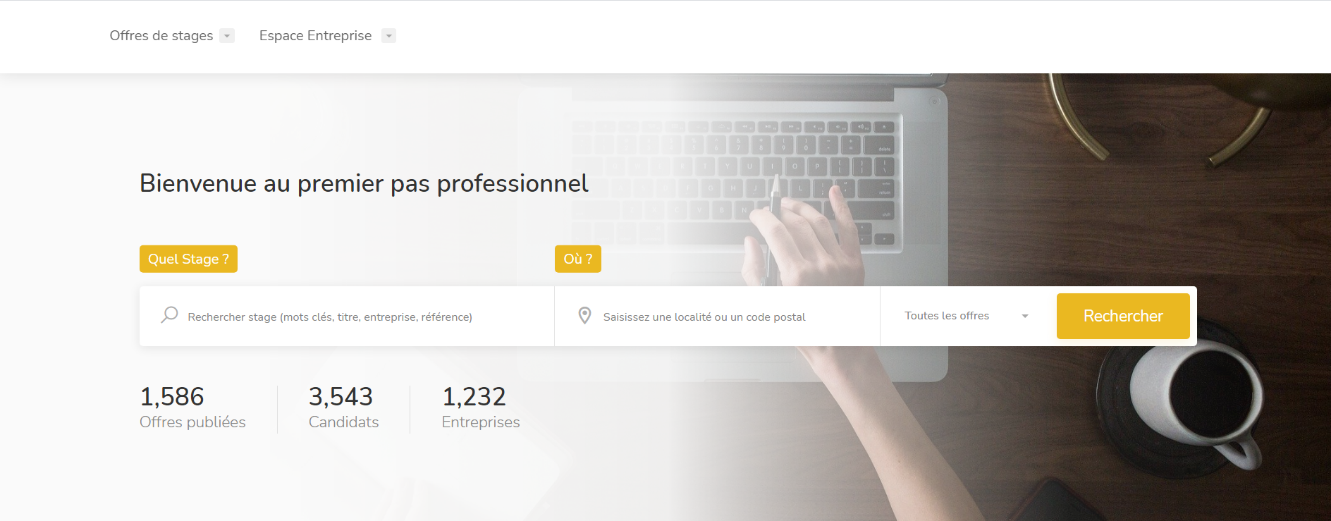 Offres de stages
Espace Entreprise
Bienvenue au premier pas professionnel
Quel Stage ?
Où ?
Rechercher stage (mots clés, titre, entreprise, référence)
Saisissez une localité ou un code postal
Toutes les offres
Rechercher
1,586
3,543
1,232
Offres publiées
Candidats
Entreprises